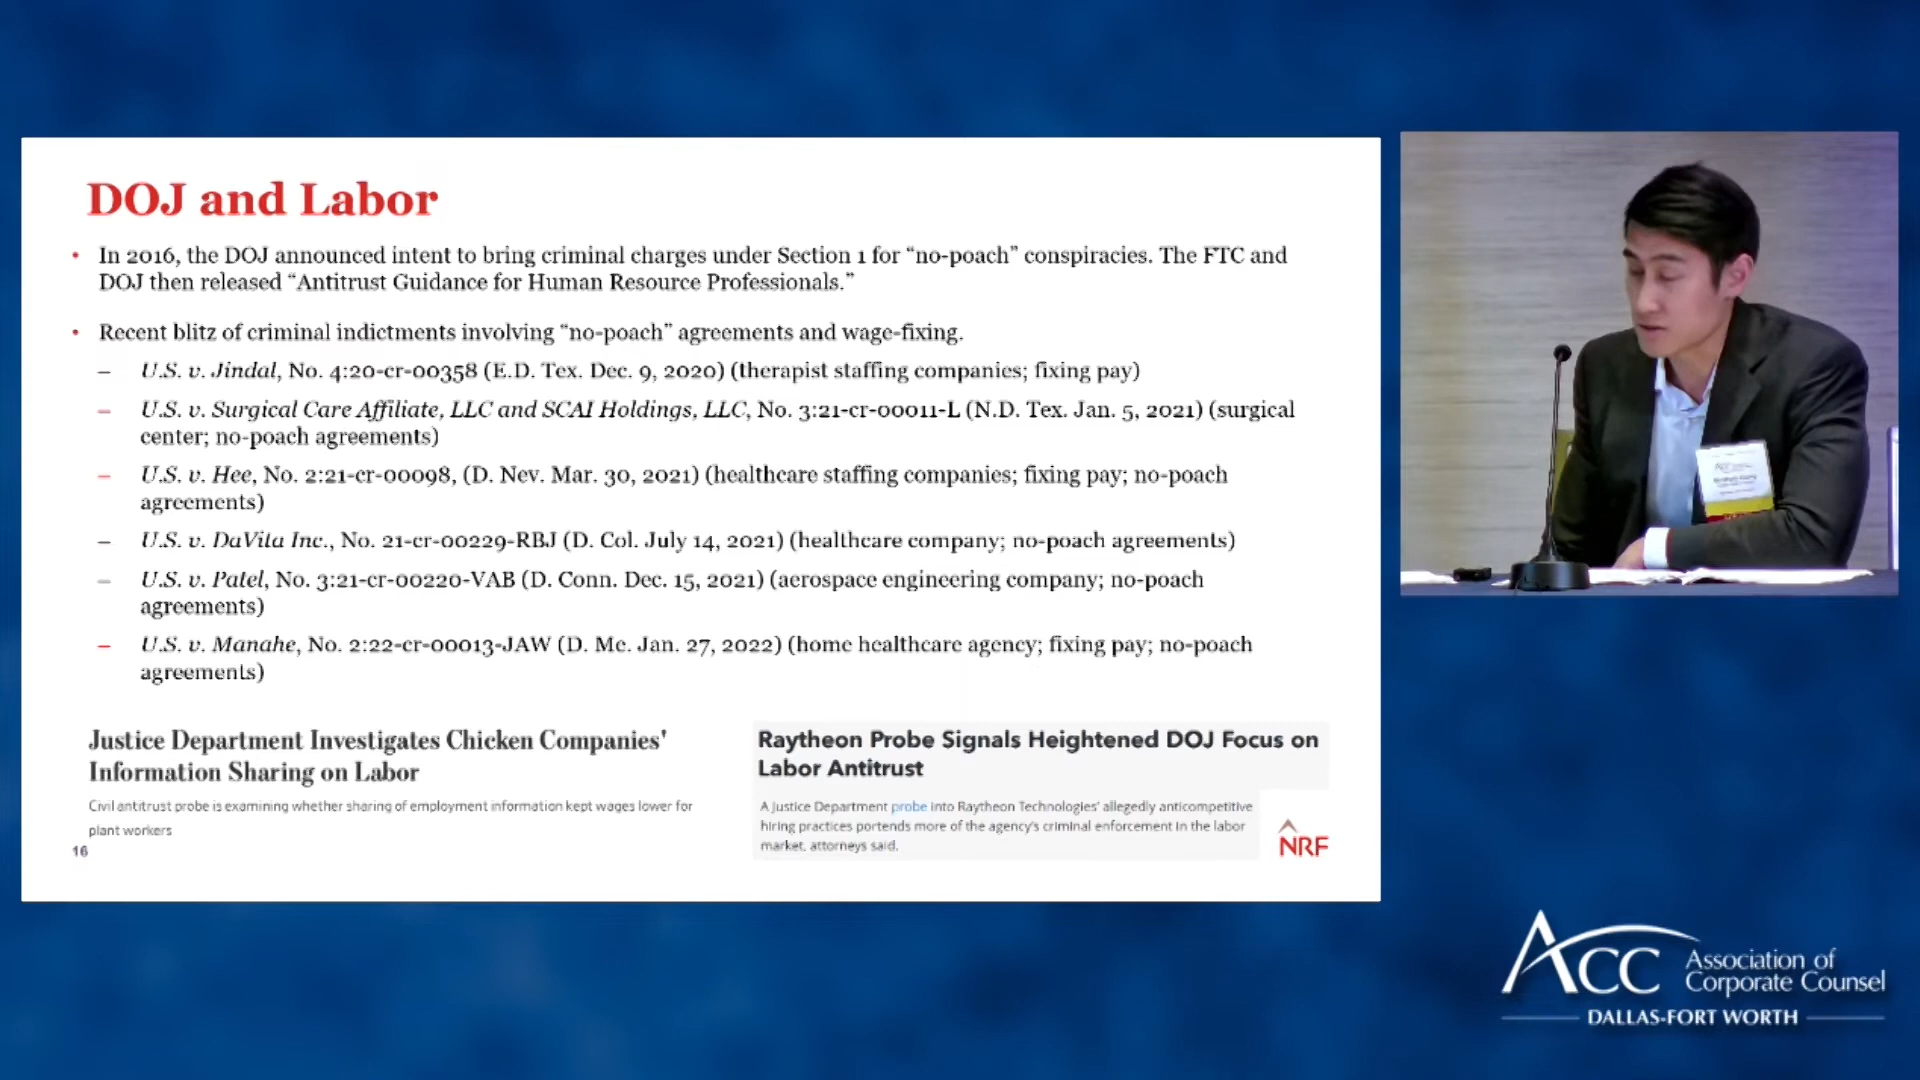 DOJ and Labor
• In 2016, the DOJ announced intent to bring criminal charges under Section 1 for “no-poach” conspiracies. The FTC and
DOJ then released “Antitrust Guidance for Human Resource Professionals.”
• Recent blitz of criminal indictments involving “no-poach” agreements and wage-fixing.
– U.S. v. Jindal, No. 4:20-cr-00358 (E.D. Tex. Dec. 9, 2020) (therapist staffing companies; fixing pay)
– U.S. v. Surgical Care Affiliate, LLC and SCAI Holdings, LLC, No. 3:21-cr-00011-L (N.D. Tex. Jan. 5, 2021) (surgical
center; no-poach agreements)
– U.S. v. Hee, No. 2:21-cr-00098, (D. Nev. Mar. 30, 2021) (healthcare staffing companies; fixing pay; no-poach
agreements)
– U.S. v. DaVita Inc., No. 21-cr-00229-RBJ (D. Col. July 14, 2021) (healthcare company; no-poach agreements)
– U.S. v. Patel, No. 3:21-cr-00220-VAB (D. Conn. Dec. 15, 2021) (aerospace engineering company; no-poach
agreements)
– U.S. v. Manahe, No. 2:22-cr-00013-JAW (D. Me. Jan. 27, 2022) (home healthcare agency; fixing pay; no-poach
agreements)
Justice Department Investigates Chicken Companies'
Information Sharing on Labor
Civil antitrust probe is examining whether sharing of employment information kept wages lower for
plant workers
16
Raytheon Probe Signals Heightened DOJ Focus on
Labor Antitrust
A Justice Department probe into Raytheon Technologies' allegedly anticompetitive
hiring practices portends more of the agency's criminal enforcement in the labor
market, attorneys said.
NRF
ACC
ACC Association of
Corporate Counsel
DALLAS-FORT WORTH